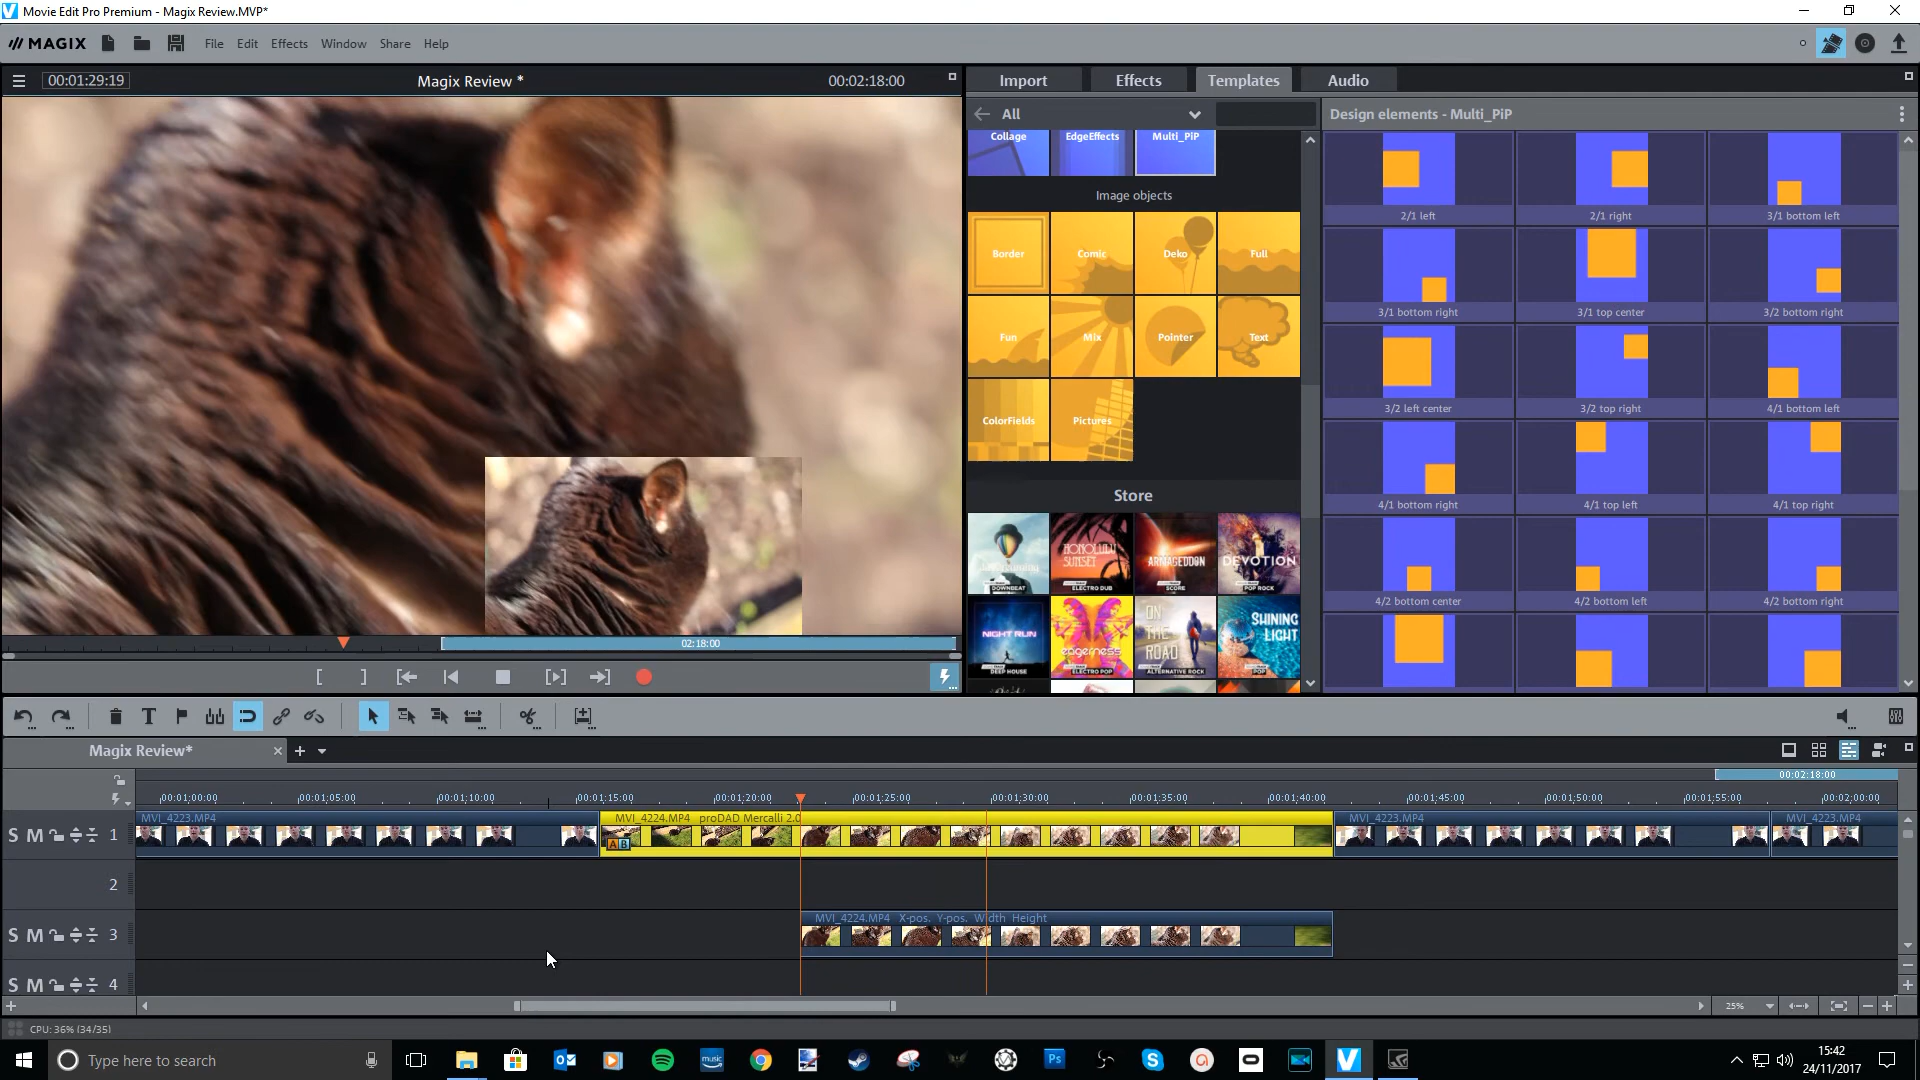 Movie Edit Pro Premium - Magix Review.MVP*
MAGIX File Edit Effects Window Share Help
00:01:29:19 Magix Review * 00:02:18:00
Import Effects Templates Audio
All
Design elements - Multi_PiP
Collage EdgeEffects Multi_PiP
Image objects
Border Comic Deko Full
Fun Mix Pointer Text
ColorFields Pictures
Store
DOWNBEAT
HONOLULU SUNSET ELECTRO DUB
ARMAGEDDON SCORE
DEVOTION POP ROCK
NIGHT RUN DEEP HOUSE
eagerness ELECTRO POP
ON THE ROAD ALTERNATIVE ROCK
SHINING LIGHT POP
2/1 left 2/1 right 3/1 bottom left
3/1 bottom right 3/1 top center 3/2 bottom right
3/2 left center 3/2 top right 4/1 bottom left
4/1 bottom right 4/1 top left 4/1 top right
4/2 bottom center 4/2 bottom left 4/2 bottom right
02:18:00
Magix Review*
00:02:18:00
00:01:00:00 00:01:05:00 00:01:10:00 00:01:15:00 00:01:20:00 00:01:25:00 00:01:30:00 00:01:35:00 00:01:40:00 00:01:45:00 00:01:50:00 00:01:55:00 00:02:00:00
S M 1 MVI_4223.MP4 MVI_4224.MP4 proDAD Mercalli 2.0 MVI_4223.MP4 MVI_4223.MP4
AB
2
S M 3 MVI_4224.MP4 X-pos. Y-pos. Width Height
S M 4
25%
CPU: 36% (34/35)
Type here to search
music
Ps
15:42
24/11/2017